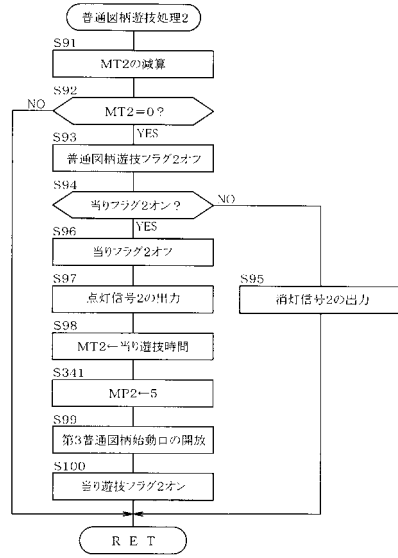 普通図柄遊技処理2
S91
MT2の減算
S92
NO
MT2=0?
YES
S93
普通図柄遊技フラグ2オフ
S94
当りフラグ2オン?
NO
YES
S96
当りフラグ2オフ
S97
点灯信号2の出力
S95
消灯信号2の出力
S98
MT2←当り遊技時間
S341
MP2←5
S99
第3普通図柄始動口の開放
S100
当り遊技フラグ2オン
R E T